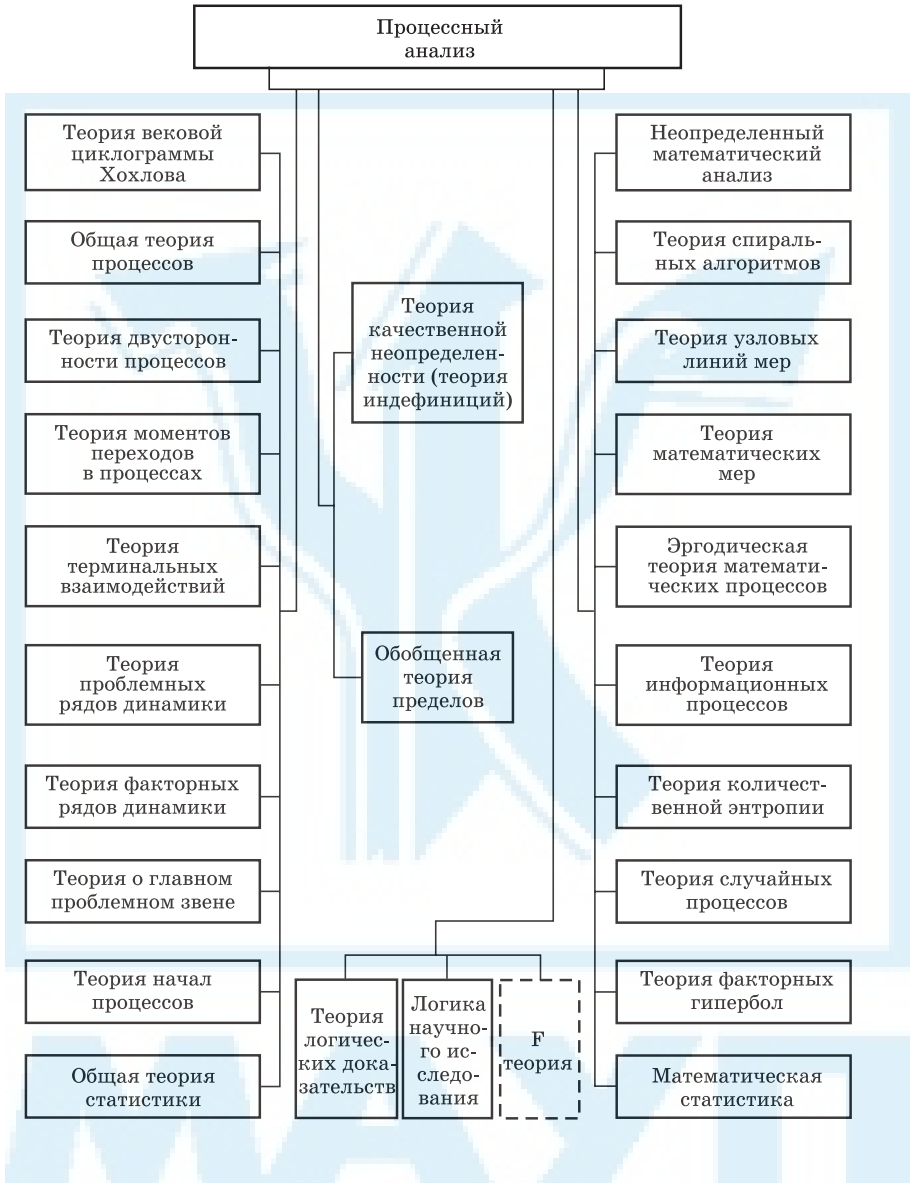 Процессный
анализ
Теория вековой
циклограммы
Хохлова
Общая теория
процессов
Теория двусторон-
ности процессов
Теория моментов
переходов
в процессах
Теория
терминальных
взаимодействий
Теория
проблемных
рядов динамики
Теория факторных
рядов динамики
Теория о главном
проблемном звене
Теория начал
процессов
Общая теория
статистики
Теория
качественной
неопределен-
ности (теория
индефиниций)
Обобщенная
теория
пределов
Теория
логичес-
ких дока-
зательств
Логика
научно-
го ис-
следо-
вания
F
теория
Неопределенный
математический
анализ
Теория спираль-
ных алгоритмов
Теория узловых
линий мер
Теория
математических
мер
Эргодическая
теория математи-
ческих процессов
Теория
информационных
процессов
Теория количест-
венной энтропии
Теория случайных
процессов
Теория факторных
гипербол
Математическая
статистика
МАУП